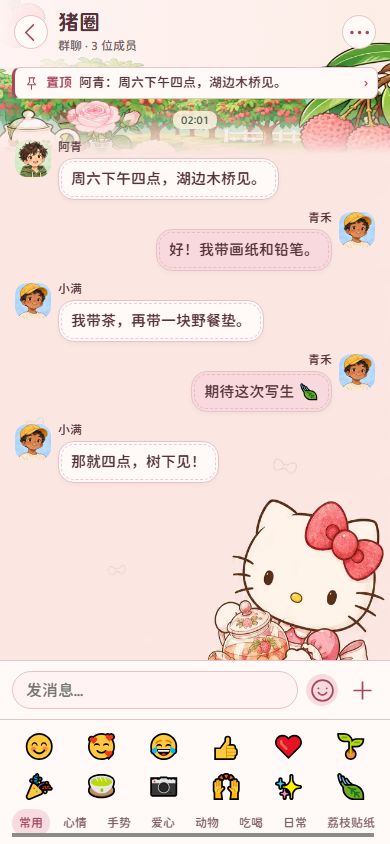 猪圈
群聊 · 3 位成员
置顶 阿青：周六下午四点，湖边木桥见。
02:01
阿青
周六下午四点，湖边木桥见。
青禾
好！我带画纸和铅笔。
小满
我带茶，再带一块野餐垫。
青禾
期待这次写生
小满
那就四点，树下见！
发消息...
常用 心情 手势 爱心 动物 吃喝 日常 荔枝贴纸